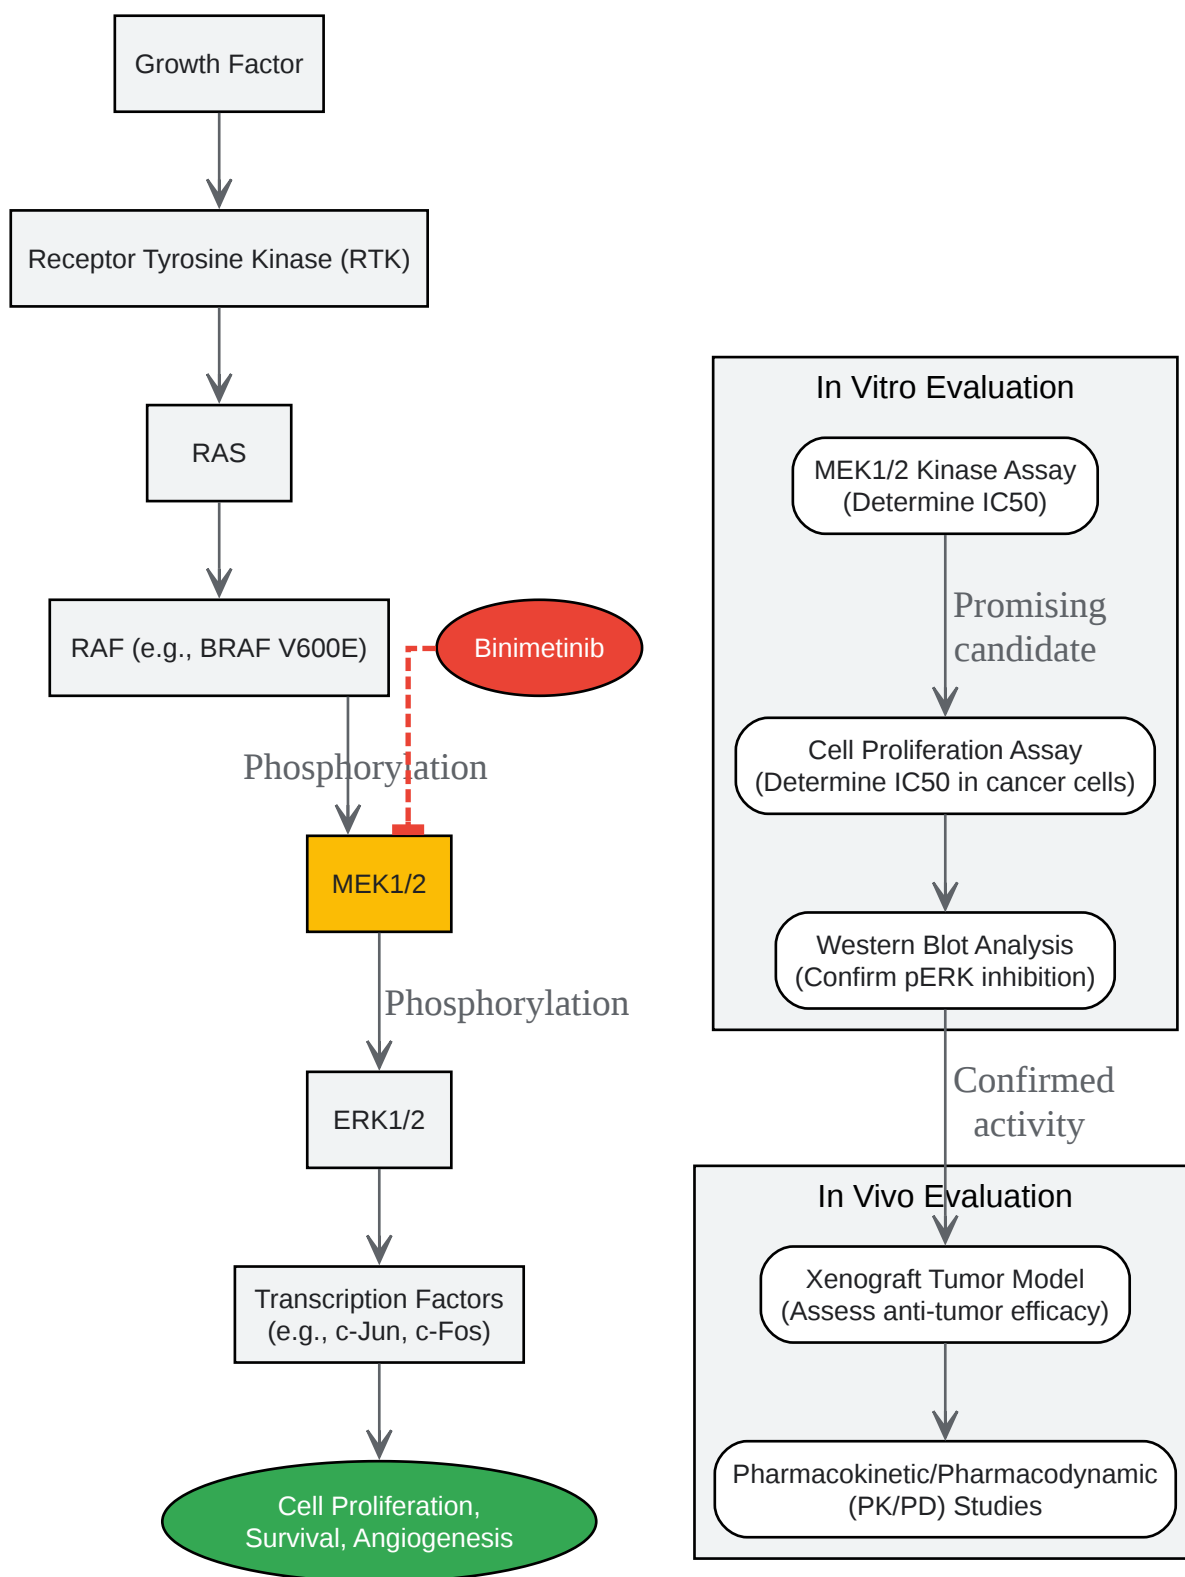 Growth Factor
Receptor Tyrosine Kinase (RTK)
RAS
RAF (e.g., BRAF V600E)
Binimetinib
Phosphorylation
MEK1/2
Phosphorylation
ERK1/2
Transcription Factors
(e.g., c-Jun, c-Fos)
Cell Proliferation,
Survival, Angiogenesis
In Vitro Evaluation
MEK1/2 Kinase Assay
(Determine IC50)
Promising
candidate
Cell Proliferation Assay
(Determine IC50 in cancer cells)
Western Blot Analysis
(Confirm pERK inhibition)
Confirmed
activity
In Vivo Evaluation
Xenograft Tumor Model
(Assess anti-tumor efficacy)
Pharmacokinetic/Pharmacodynamic
(PK/PD) Studies